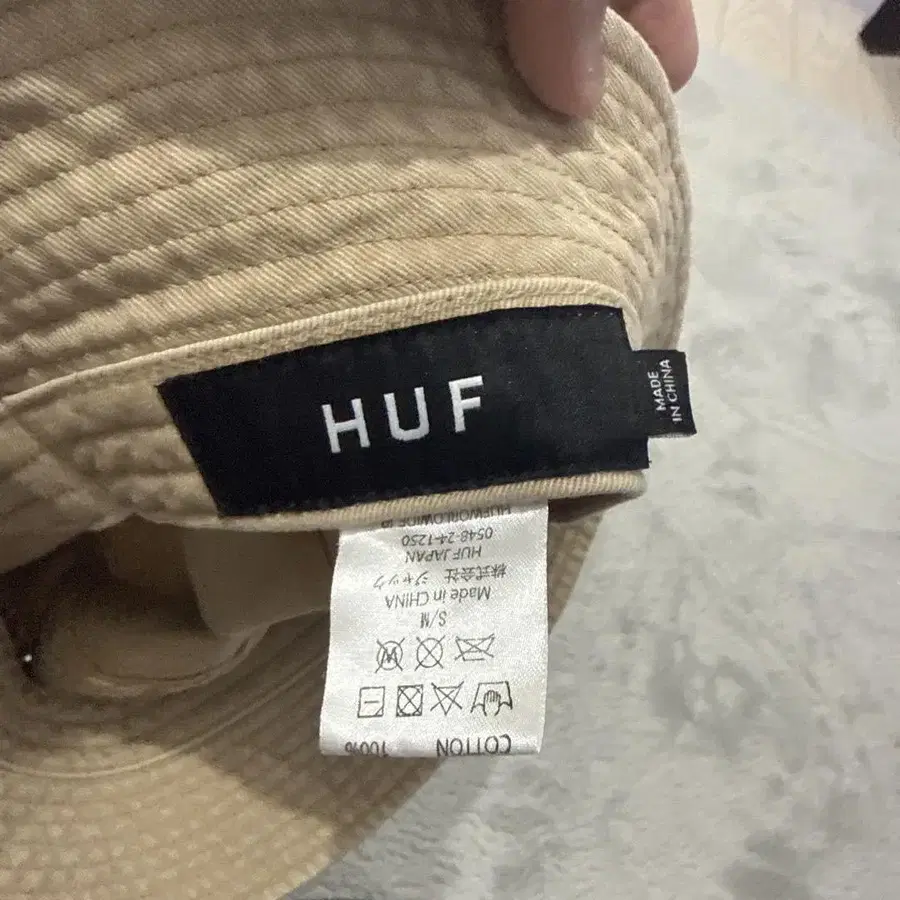 HUF
MADE
IN CHINA
COTTON 100%
S/M
Made in CHINA
株式会社 ジャック
HUF JAPAN
0548-24-1250
HUFWORLDWIDE.JP